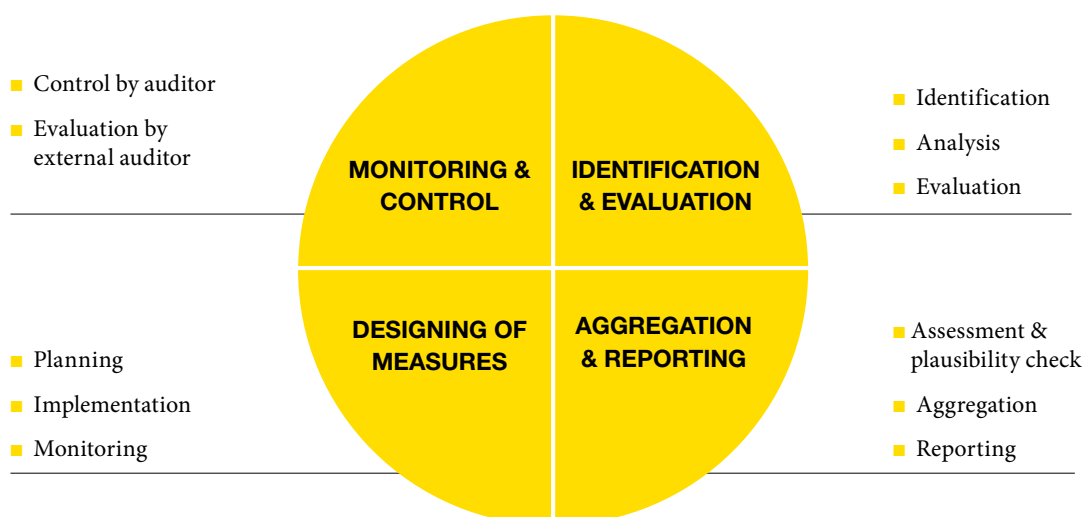 Control by auditor
Evaluation by
external auditor
MONITORING &
CONTROL
IDENTIFICATION
& EVALUATION
Identification
Analysis
Evaluation
Planning
Implementation
Monitoring
DESIGNING OF
MEASURES
AGGREGATION
& REPORTING
Assessment &
plausibility check
Aggregation
Reporting